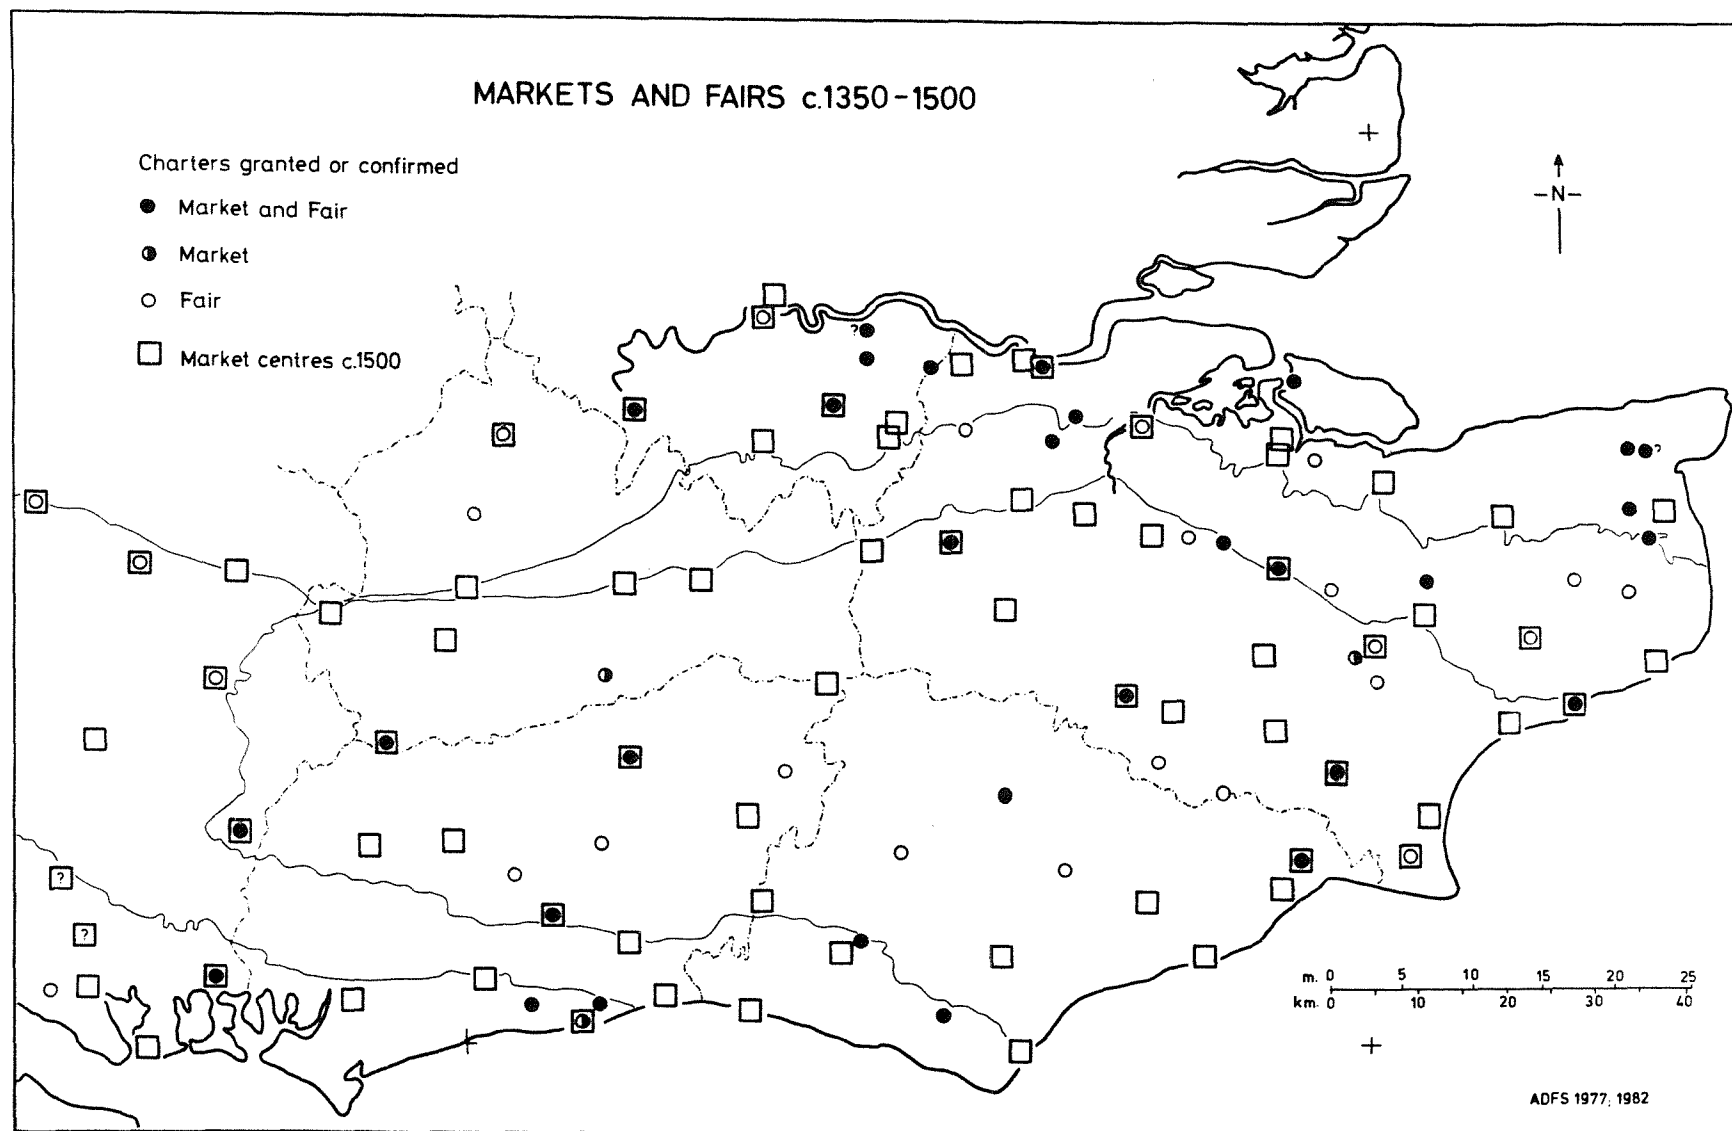 MARKETS AND FAIRS c.1350-1500
Charters granted or confirmed
Market and Fair
Market
Fair
Market centres c.1500
-N-
?
?
?
?
?
m. 0 5 10 15 20 25
km. 0 10 20 30 40
ADFS 1977; 1982